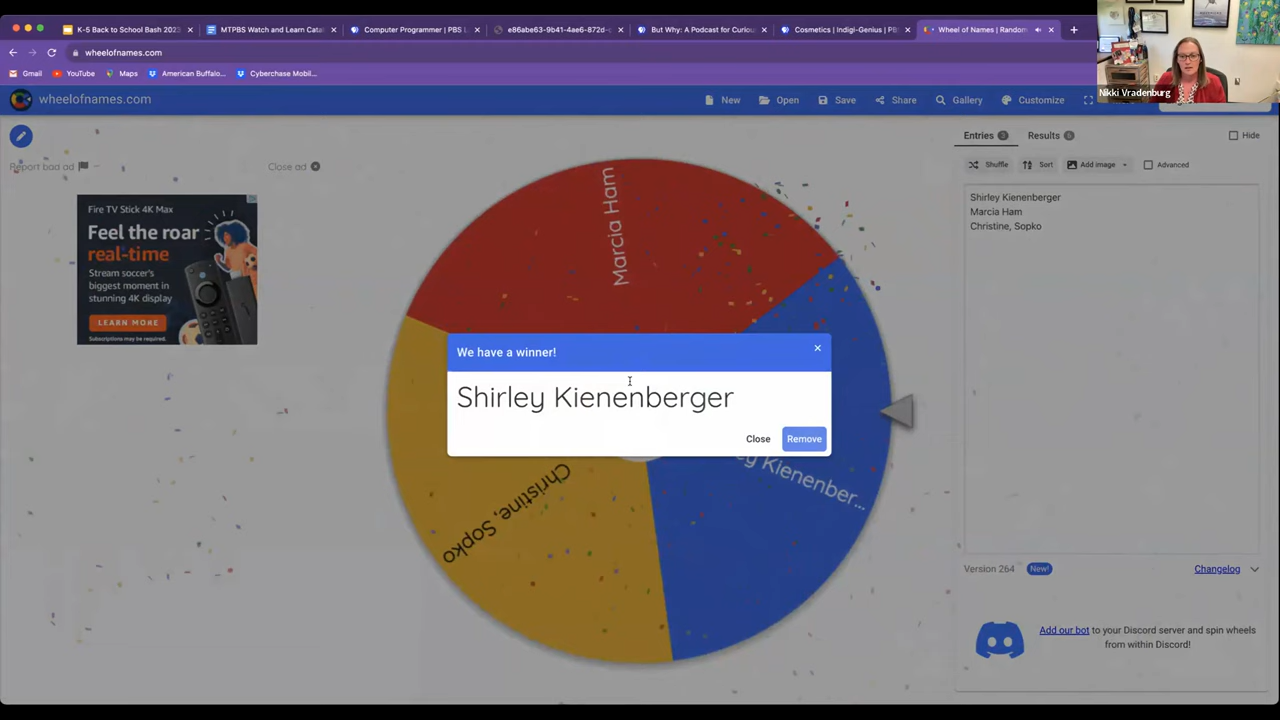 K-5 Back to School Bash 2023
MTPBS Watch and Learn Cata
Computer Programmer | PBS L
e86abe63-9b41-4ae6-872d-
But Why: A Podcast for Curiou
Cosmetics | Indigi-Genius | PB
Wheel of Names | Random
wheelofnames.com
Gmail
YouTube
Maps
American Buffalo...
Cyberchase Mobil...
Nikki Vradenburg
wheelofnames.com
New
Open
Save
Share
Gallery
Customize
Report bad ad
Close ad
Entries 3
Results 6
Hide
Shuffle
Sort
Add image
Advanced
Shirley Kienenberger
Marcia Ham
Christine, Sopko
Fire TV Stick 4K Max
Feel the roar
real-time
Stream soccer's
biggest moment in
stunning 4K display
LEARN MORE
Subscriptions may be required.
Marcia Ham
We have a winner!
Shirley Kienenberger
Close
Remove
ey Kienenber...
Christine, Sopko
Version 264
New!
Changelog
Add our bot to your Discord server and spin wheels
from within Discord!